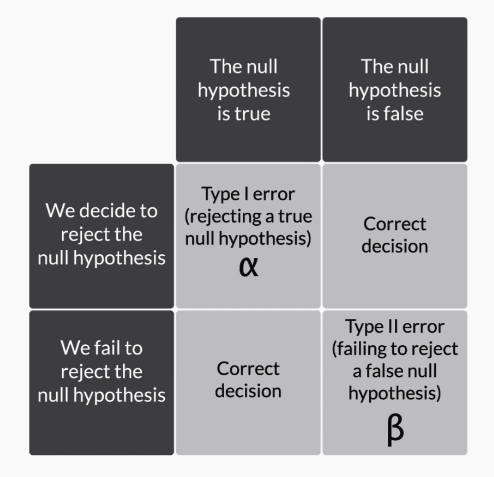 The null
hypothesis
is true
The null
hypothesis
is false
We decide to
reject the
null hypothesis
Type I error
(rejecting a true
null hypothesis)
α
Correct
decision
We fail to
reject the
null hypothesis
Correct
decision
Type II error
(failing to reject
a false null
hypothesis)
β